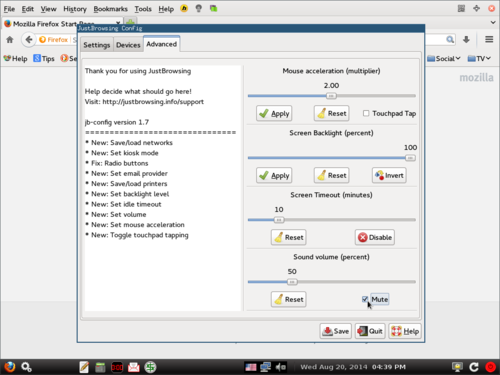 File Edit View History Bookmarks Tools Help
JustBrowsing Config
Mozilla Firefox Start Page
Firefox
Help
Tips
Social
TV
mozilla
Settings
Devices
Advanced
Thank you for using JustBrowsing
Help decide what should go here!
Visit: http://justbrowsing.info/support
jb-config version 1.7
==============================
* New: Save/load networks
* New: Set kiosk mode
* Fix: Radio buttons
* New: Set email provider
* New: Save/load printers
* New: Set backlight level
* New: Set idle timeout
* New: Set volume
* New: Set mouse acceleration
* New: Toggle touchpad tapping
Mouse acceleration (multiplier)
2.00
Apply
Reset
Touchpad Tap
Screen Backlight (percent)
100
Apply
Reset
Invert
Screen Timeout (minutes)
10
Reset
Disable
Sound volume (percent)
50
Reset
Mute
Save
Quit
Help
Wed Aug 20, 2014 04:39 PM